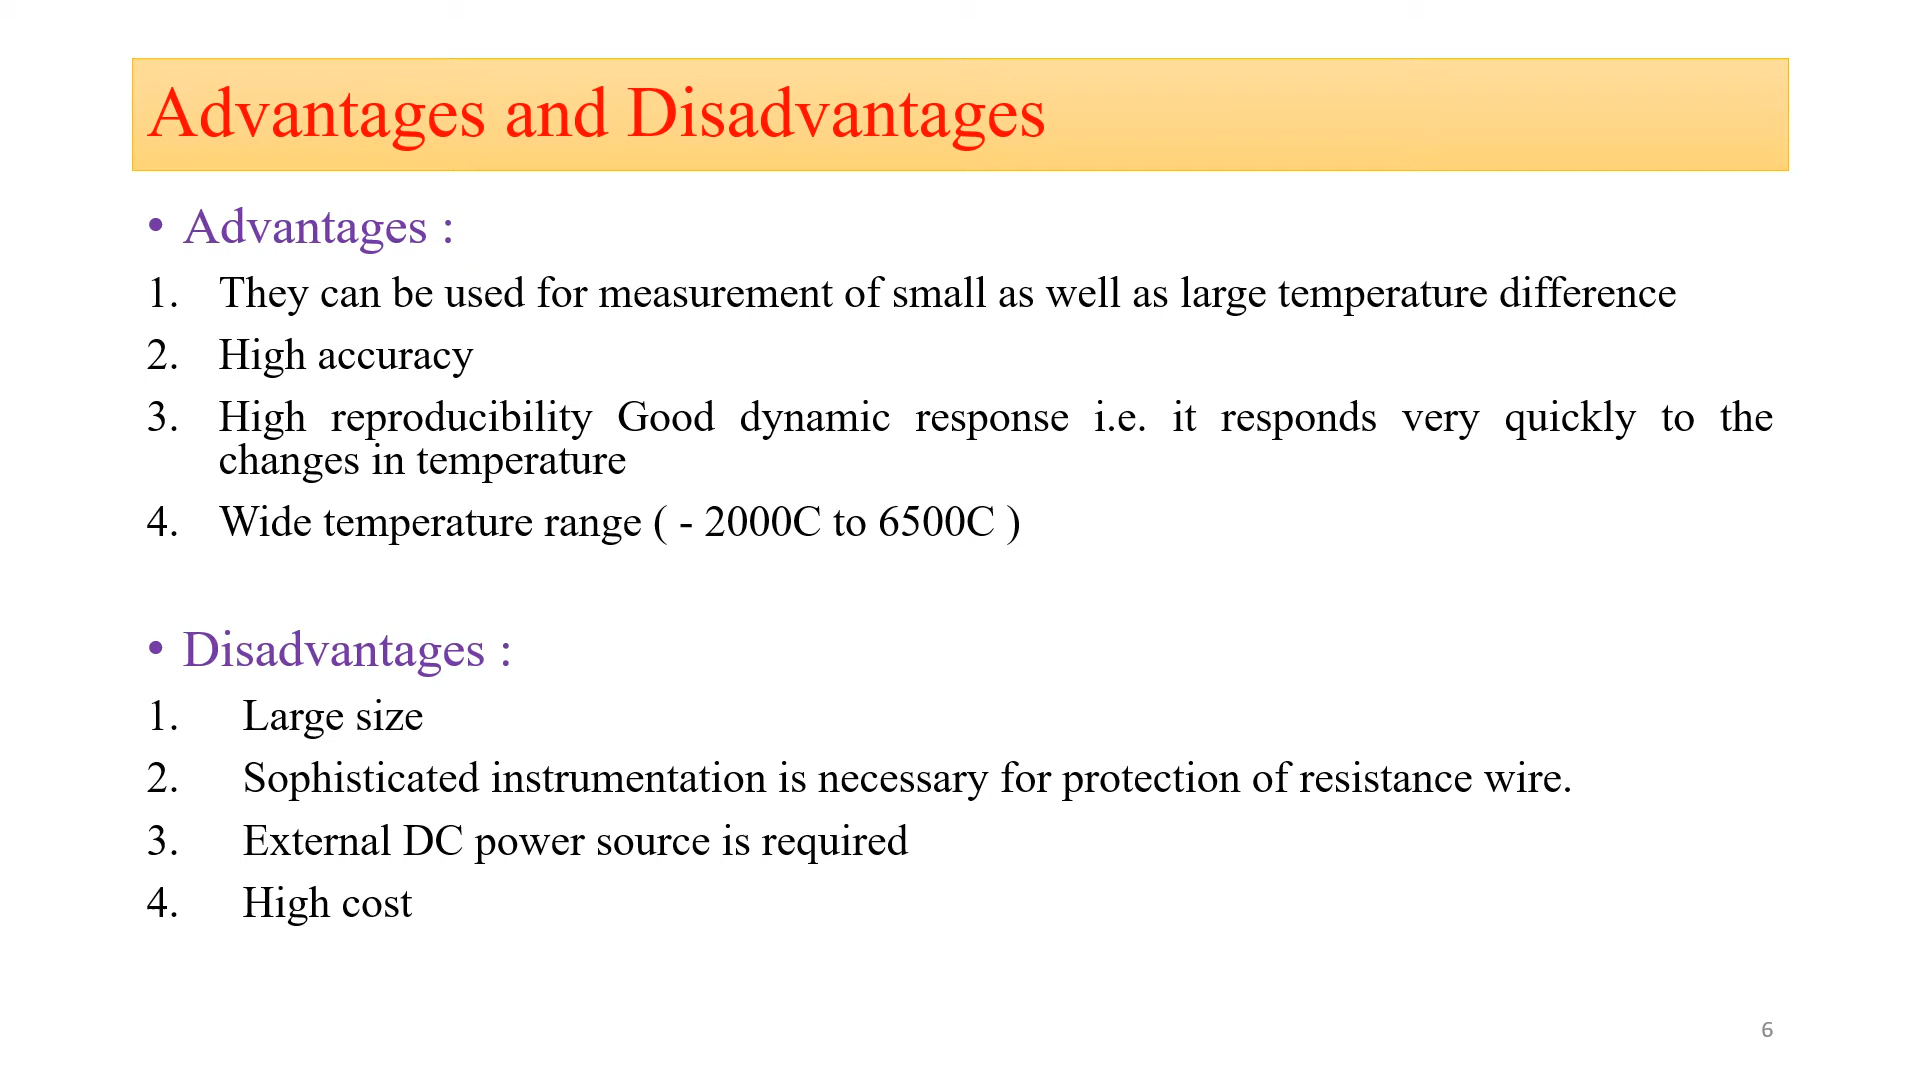 Advantages and Disadvantages
• Advantages :
1. They can be used for measurement of small as well as large temperature difference
2. High accuracy
3. High reproducibility Good dynamic response i.e. it responds very quickly to the
changes in temperature
4. Wide temperature range ( - 2000C to 6500C )
• Disadvantages :
1. Large size
2. Sophisticated instrumentation is necessary for protection of resistance wire.
3. External DC power source is required
4. High cost
6